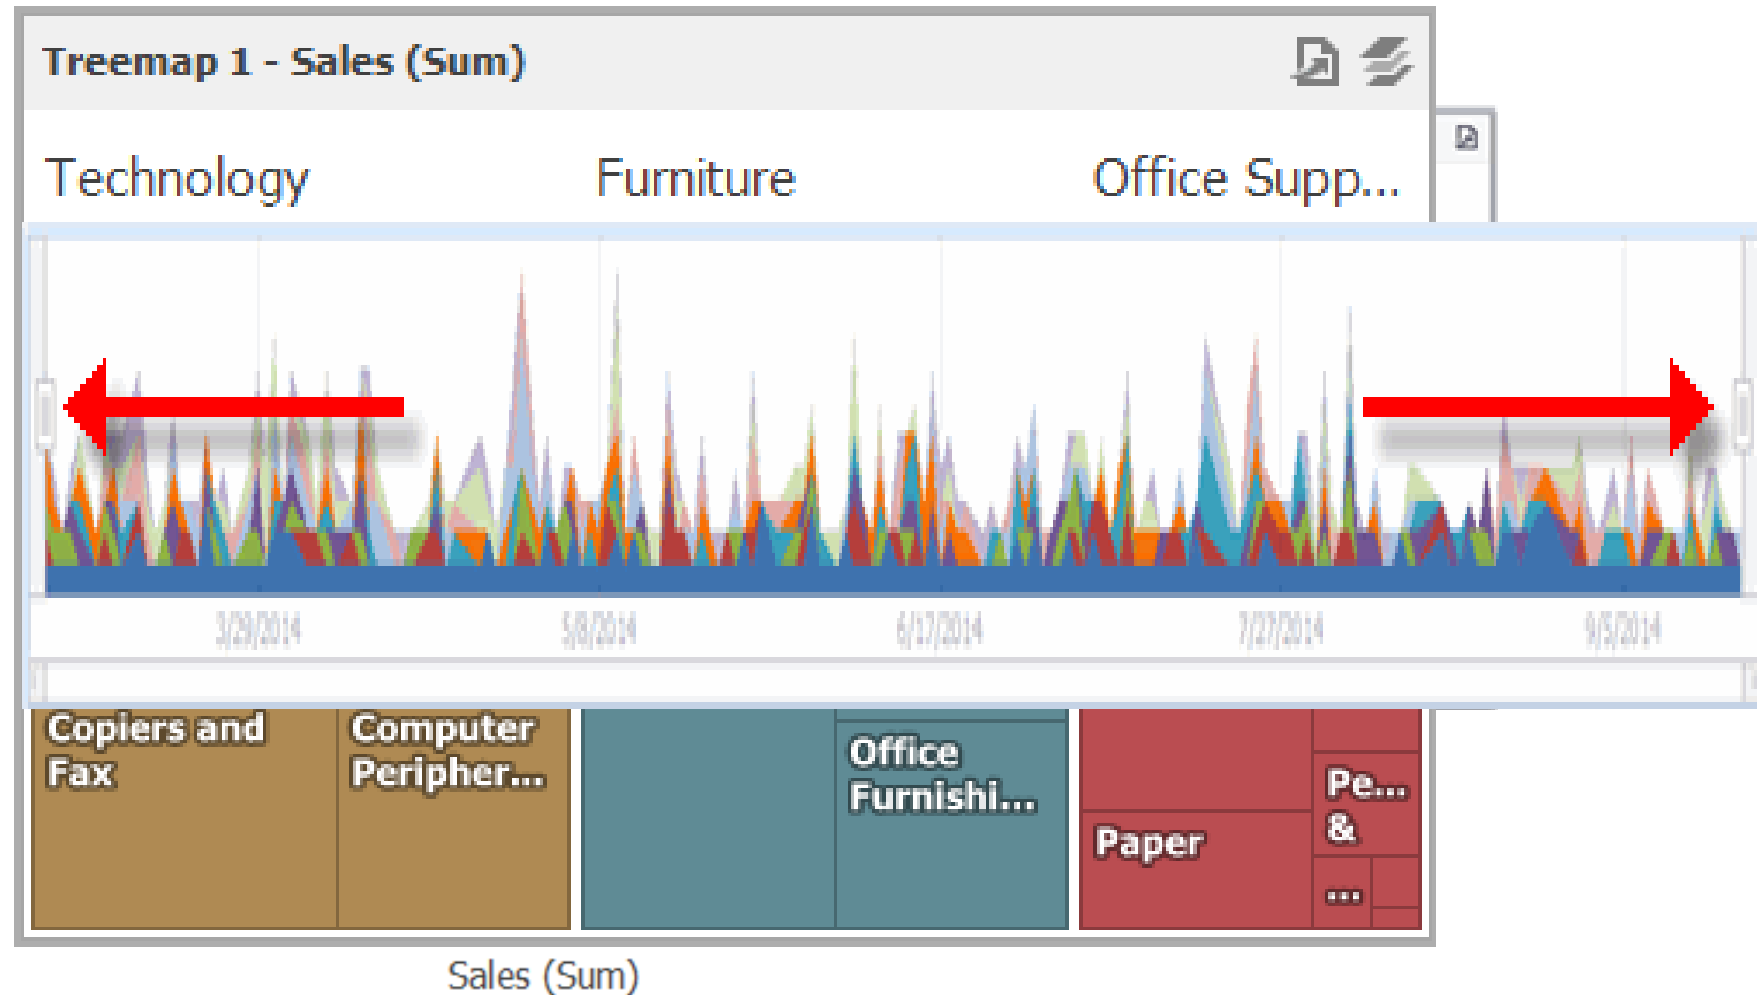 Treemap 1 - Sales (Sum)
Technology
Furniture
Office Supp...
3/29/2014
5/8/2014
6/17/2014
7/27/2014
9/5/2014
Copiers and
Fax
Computer
Peripher...
Office
Furnishi...
Paper
Pe...
&
...
Sales (Sum)